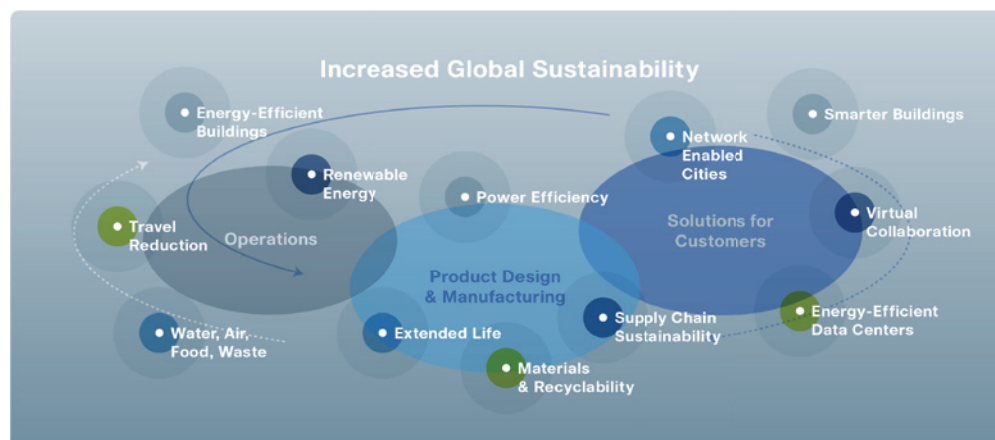 Increased Global Sustainability
Energy-Efficient
Buildings
Smarter Buildings
Network
Enabled
Cities
Renewable
Energy
Power Efficiency
Travel
Reduction
Operations
Solutions for
Customers
Virtual
Collaboration
Product Design
& Manufacturing
Water, Air,
Food, Waste
Extended Life
Supply Chain
Sustainability
Energy-Efficient
Data Centers
Materials
& Recyclability